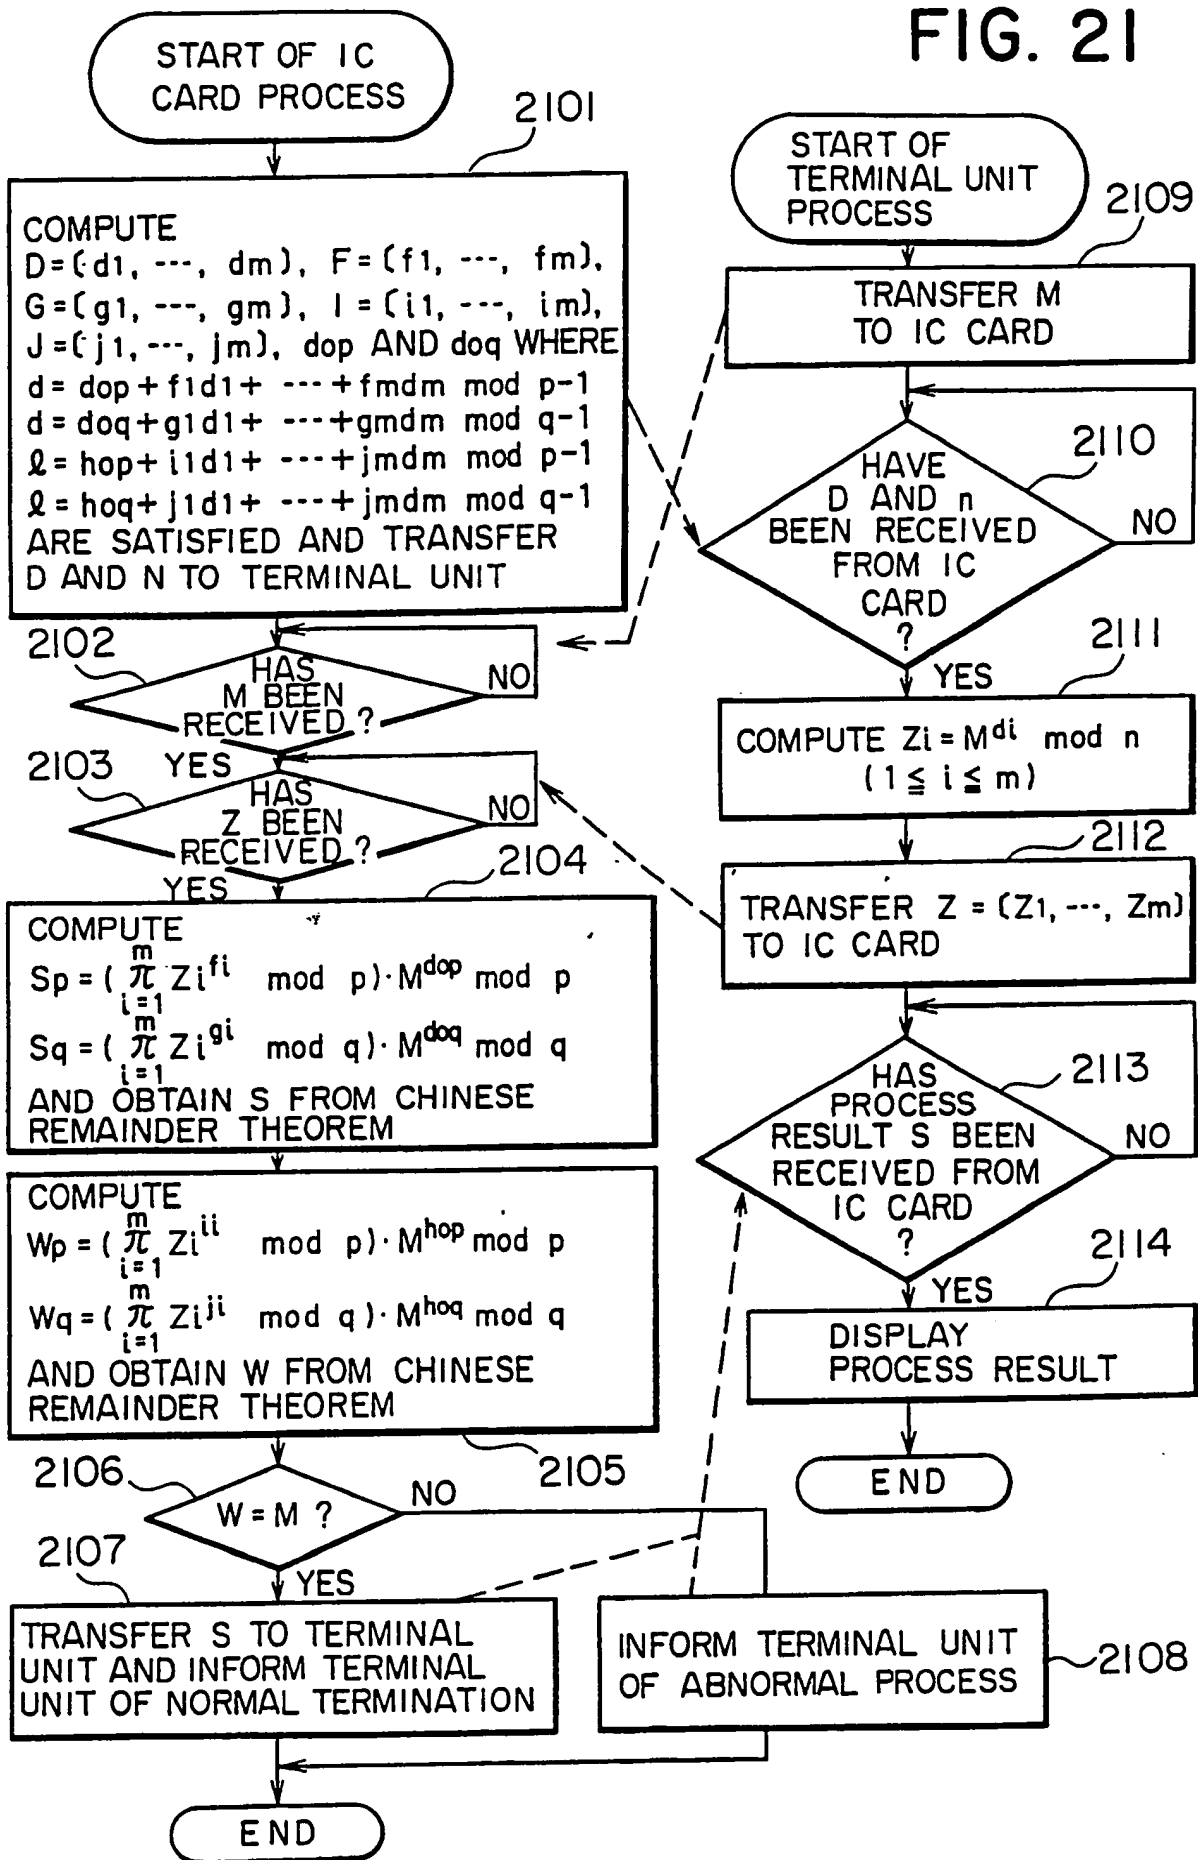 FIG. 21
START OF IC
CARD PROCESS
2101
COMPUTE
D=(d1, ---, dm), F=(f1, ---, fm),
G=(g1, ---, gm), I=(i1, ---, im),
J=(j1, ---, jm), dop AND doq WHERE
d=dop+f1d1+ ---+fmdm mod p-1
d=doq+g1d1+ ---+gmdm mod q-1
ℓ=hop+i1d1+ ---+jmdm mod p-1
ℓ=hoq+j1d1+ ---+jmdm mod q-1
ARE SATISFIED AND TRANSFER
D AND N TO TERMINAL UNIT
2102
HAS
M BEEN
RECEIVED?
NO
YES
2103
HAS
Z BEEN
RECEIVED?
NO
YES
2104
COMPUTE
Sp=(π_{i=1}^{m} Zi^{fi} mod p)·M^{dop} mod p
Sq=(π_{i=1}^{m} Zi^{gi} mod q)·M^{doq} mod q
AND OBTAIN S FROM CHINESE
REMAINDER THEOREM
COMPUTE
Wp=(π_{i=1}^{m} Zi^{ii} mod p)·M^{hop} mod p
Wq=(π_{i=1}^{m} Zi^{ji} mod q)·M^{hoq} mod q
AND OBTAIN W FROM CHINESE
REMAINDER THEOREM
2105
2106
W=M ?
NO
YES
2107
TRANSFER S TO TERMINAL
UNIT AND INFORM TERMINAL
UNIT OF NORMAL TERMINATION
INFORM TERMINAL UNIT
OF ABNORMAL PROCESS
2108
END
START OF
TERMINAL UNIT
PROCESS
2109
TRANSFER M
TO IC CARD
2110
HAVE
D AND n
BEEN RECEIVED
FROM IC
CARD
?
NO
YES
2111
COMPUTE Zi=M^{di} mod n
(1≦i≦m)
2112
TRANSFER Z=(Z1, ---, Zm)
TO IC CARD
2113
HAS
PROCESS
RESULT S BEEN
RECEIVED FROM
IC CARD
?
NO
YES
2114
DISPLAY
PROCESS RESULT
END